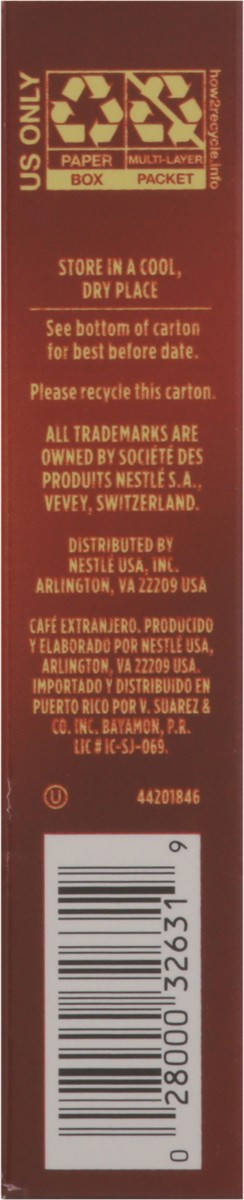 US ONLY
PAPER
BOX
MULTI-LAYER
PACKET
how2recycle.info
STORE IN A COOL,
DRY PLACE
See bottom of carton
for best before date.
Please recycle this carton.
ALL TRADEMARKS ARE
OWNED BY SOCIÉTÉ DES
PRODUITS NESTLÉ S.A.,
VEVEY, SWITZERLAND.
DISTRIBUTED BY
NESTLÉ USA, INC.
ARLINGTON, VA 22209 USA
CAFÉ EXTRANJERO. PRODUCIDO
Y ELABORADO POR NESTLÉ USA,
ARLINGTON, VA 22209 USA.
IMPORTADO Y DISTRIBUIDO EN
PUERTO RICO POR V. SUAREZ &
CO. INC. BAYAMON, P.R.
LIC # IC-SJ-069.
U
44201846
0 28000 32631 9